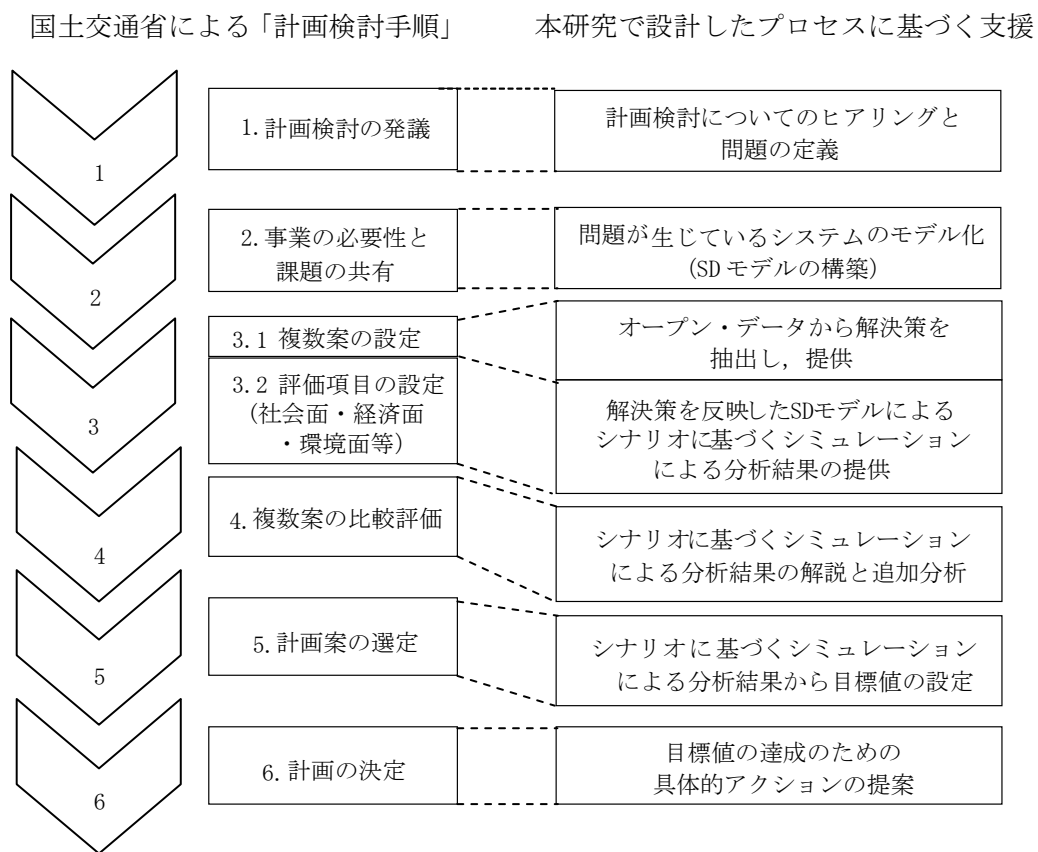 国土交通省による「計画検討手順」
本研究で設計したプロセスに基づく支援
1
1.計画検討の発議
計画検討についてのヒアリングと
問題の定義
2
2.事業の必要性と
課題の共有
問題が生じているシステムのモデル化
(SDモデルの構築)
3
3.1 複数案の設定
オープン・データから解決策を
抽出し，提供
3.2 評価項目の設定
(社会面・経済面
・環境面等)
解決策を反映したSDモデルによる
シナリオに基づくシミュレーション
による分析結果の提供
4
4.複数案の比較評価
シナリオに基づくシミュレーション
による分析結果の解説と追加分析
5
5.計画案の選定
シナリオに基づくシミュレーション
による分析結果から目標値の設定
6
6.計画の決定
目標値の達成のための
具体的アクションの提案